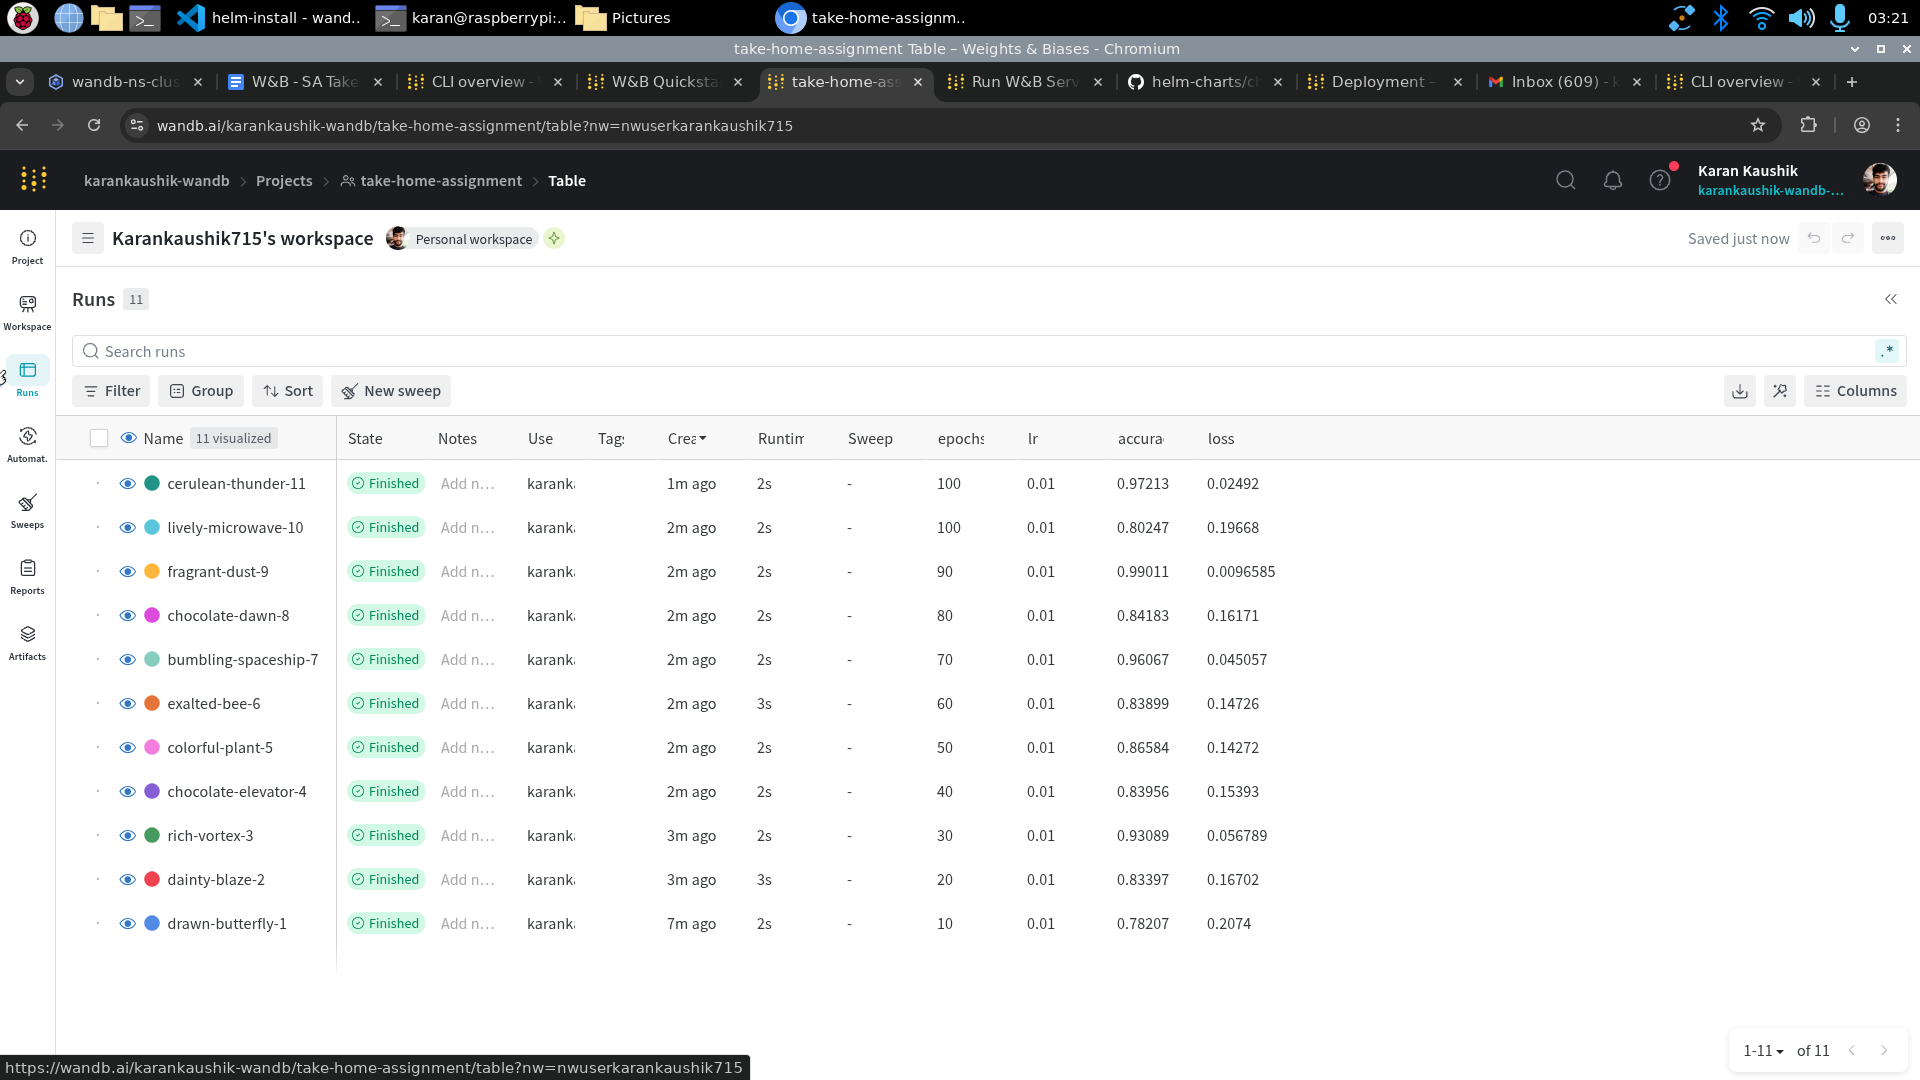 helm-install - wand..
karan@raspberrypi:..
Pictures
take-home-assignm..
03:21
take-home-assignment Table – Weights & Biases - Chromium
wandb-ns-clus
W&B - SA Take
CLI overview -
W&B Quicksta
take-home-ass
Run W&B Serv
helm-charts/ch
Deployment -
Inbox (609) - k
CLI overview -
wandb.ai/karankaushik-wandb/take-home-assignment/table?nw=nwuserkarankaushik715
karankaushik-wandb > Projects > take-home-assignment > Table
Karan Kaushik
karankaushik-wandb-...
Karankaushik715's workspace
Personal workspace
Saved just now
Project
Workspace
Runs
Automat.
Sweeps
Reports
Artifacts
Runs 11
Search runs
.*
Filter Group Sort New sweep
Columns
Name 11 visualized State Notes Use Tags Crea Runtim Sweep epochs lr accura loss
cerulean-thunder-11 Finished Add n... karank 1m ago 2s - 100 0.01 0.97213 0.02492
lively-microwave-10 Finished Add n... karank 2m ago 2s - 100 0.01 0.80247 0.19668
fragrant-dust-9 Finished Add n... karank 2m ago 2s - 90 0.01 0.99011 0.0096585
chocolate-dawn-8 Finished Add n... karank 2m ago 2s - 80 0.01 0.84183 0.16171
bumbling-spaceship-7 Finished Add n... karank 2m ago 2s - 70 0.01 0.96067 0.045057
exalted-bee-6 Finished Add n... karank 2m ago 3s - 60 0.01 0.83899 0.14726
colorful-plant-5 Finished Add n... karank 2m ago 2s - 50 0.01 0.86584 0.14272
chocolate-elevator-4 Finished Add n... karank 2m ago 2s - 40 0.01 0.83956 0.15393
rich-vortex-3 Finished Add n... karank 3m ago 2s - 30 0.01 0.93089 0.056789
dainty-blaze-2 Finished Add n... karank 3m ago 3s - 20 0.01 0.83397 0.16702
drawn-butterfly-1 Finished Add n... karank 7m ago 2s - 10 0.01 0.78207 0.2074
1-11 of 11
https://wandb.ai/karankaushik-wandb/take-home-assignment/table?nw=nwuserkarankaushik715